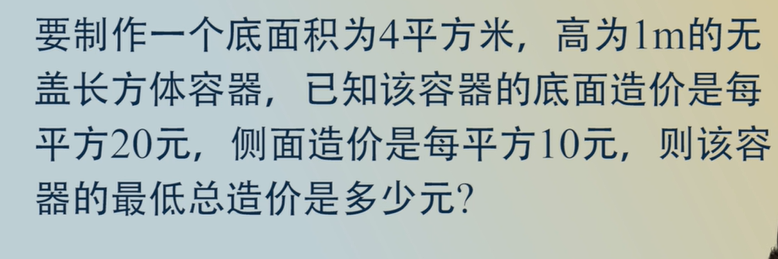 要制作一个底面积为4平方米，高为1m的无
盖长方体容器，已知该容器的底面造价是每
平方20元，侧面造价是每平方10元，则该容
器的最低总造价是多少元?